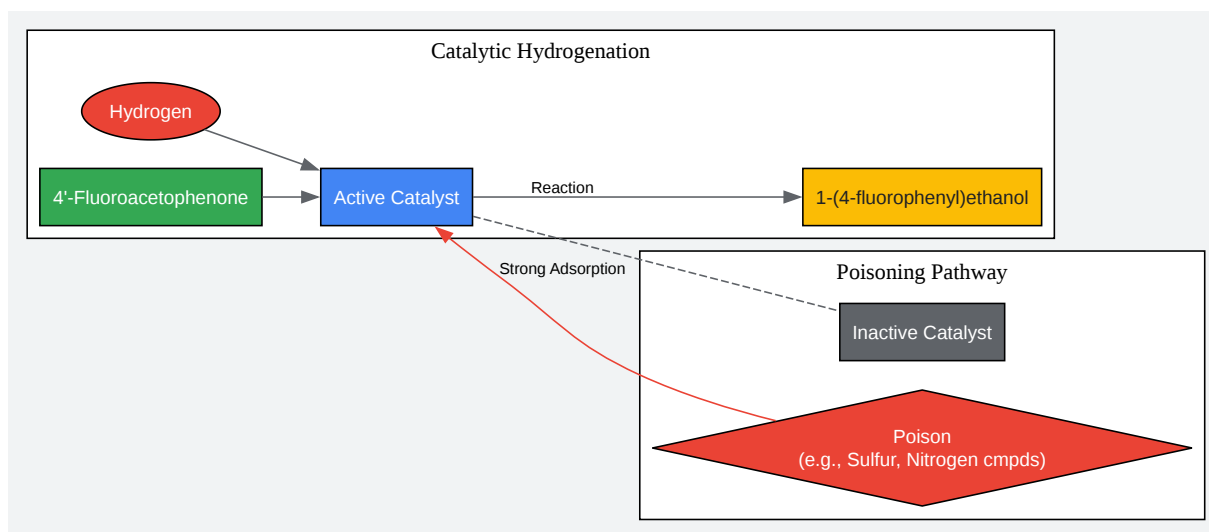 Catalytic Hydrogenation
Hydrogen
4'-Fluoroacetophenone
Active Catalyst
Reaction
1-(4-fluorophenyl)ethanol
Strong Adsorption
Poisoning Pathway
Inactive Catalyst
Poison
(e.g., Sulfur, Nitrogen cmpds)